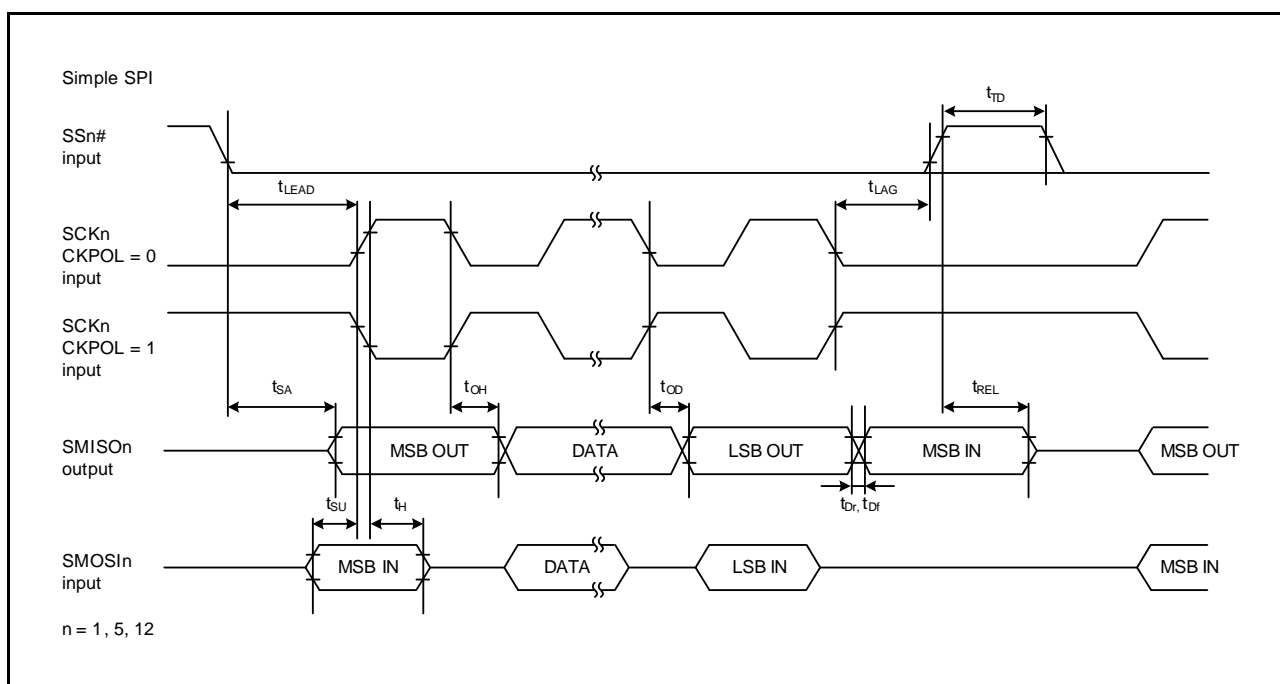 Simple SPI
tTD
SSn#
input
tLEAD
tLAG
SCKn
CKPOL = 0
input
SCKn
CKPOL = 1
input
tSA
tOH
tOD
tREL
SMISOn
output
MSB OUT
DATA
LSB OUT
MSB IN
MSB OUT
tSU
tH
tDr, tDf
SMOSIn
input
MSB IN
DATA
LSB IN
MSB IN
n = 1, 5, 12